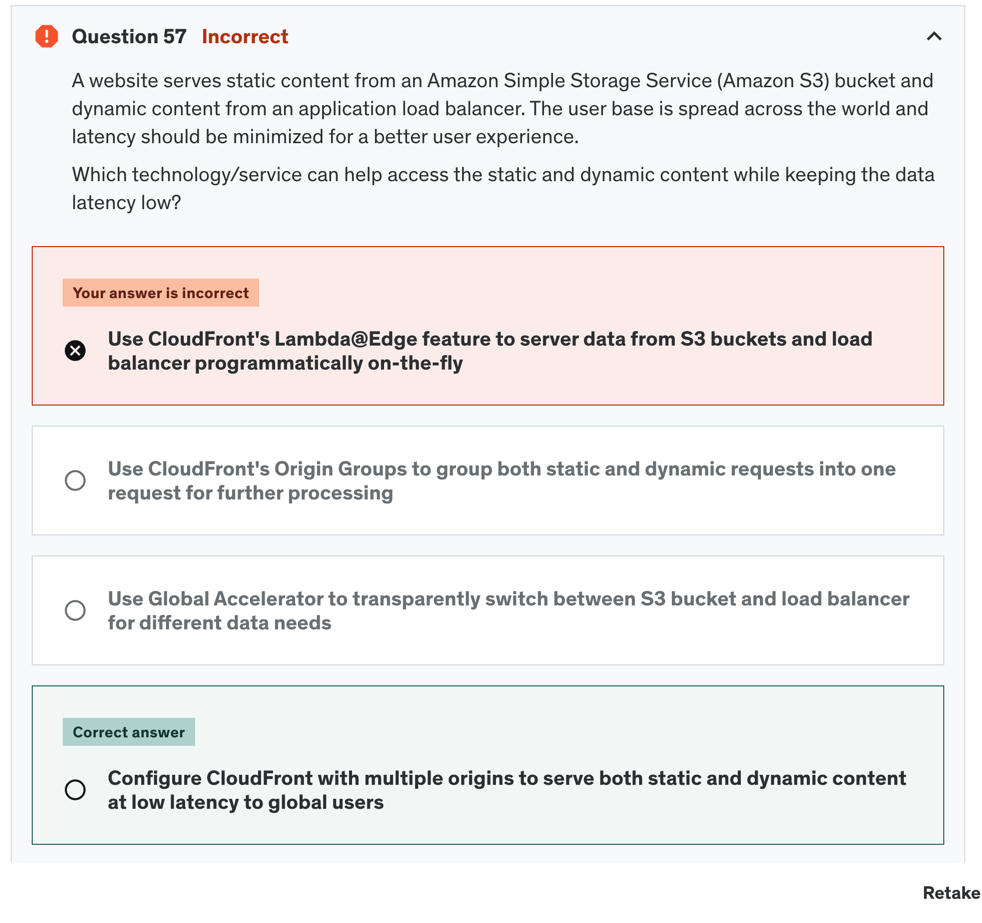 Question 57 Incorrect
A website serves static content from an Amazon Simple Storage Service (Amazon S3) bucket and
dynamic content from an application load balancer. The user base is spread across the world and
latency should be minimized for a better user experience.
Which technology/service can help access the static and dynamic content while keeping the data
latency low?
Your answer is incorrect
Use CloudFront's Lambda@Edge feature to server data from S3 buckets and load
balancer programmatically on-the-fly
Use CloudFront's Origin Groups to group both static and dynamic requests into one
request for further processing
Use Global Accelerator to transparently switch between S3 bucket and load balancer
for different data needs
Correct answer
Configure CloudFront with multiple origins to serve both static and dynamic content
at low latency to global users
Retake